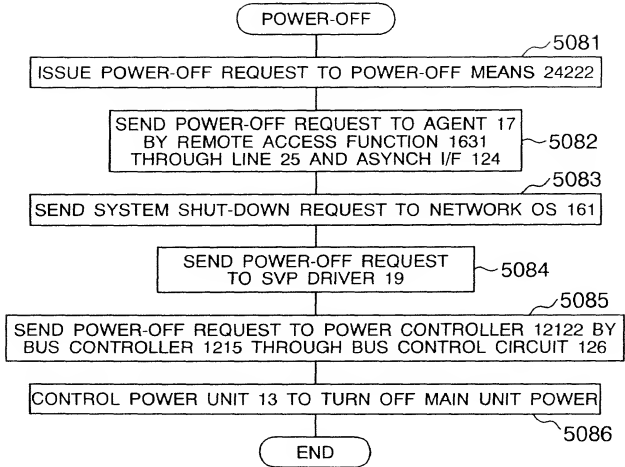 POWER-OFF
5081
ISSUE POWER-OFF REQUEST TO POWER-OFF MEANS 24222
SEND POWER-OFF REQUEST TO AGENT 17
BY REMOTE ACCESS FUNCTION 1631
THROUGH LINE 25 AND ASYNCH I/F 124
5082
5083
SEND SYSTEM SHUT-DOWN REQUEST TO NETWORK OS 161
SEND POWER-OFF REQUEST
TO SVP DRIVER 19
5084
5085
SEND POWER-OFF REQUEST TO POWER CONTROLLER 12122 BY
BUS CONTROLLER 1215 THROUGH BUS CONTROL CIRCUIT 126
CONTROL POWER UNIT 13 TO TURN OFF MAIN UNIT POWER
5086
END